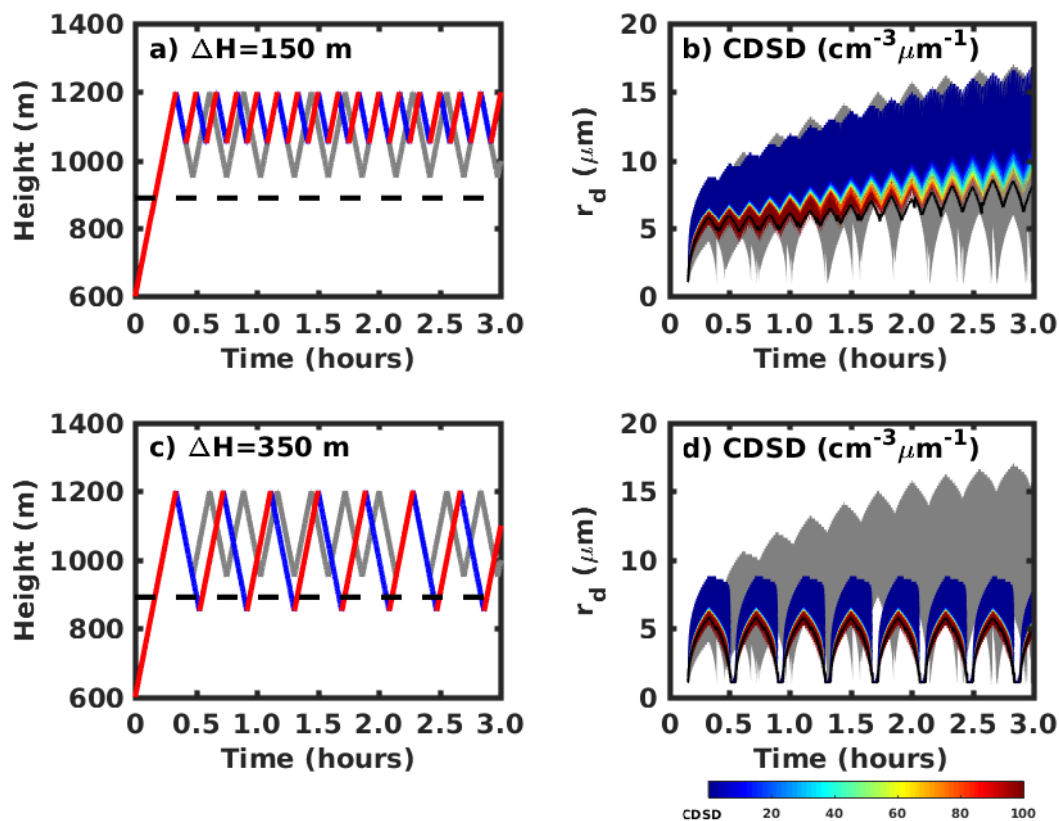 a) ΔH=150 m
Height (m)
1400
1200
1000
800
600
0 0.5 1.0 1.5 2.0 2.5 3.0
Time (hours)
b) CDSD (cm⁻³μm⁻¹)
r_d (μm)
20
15
10
5
0
0 0.5 1.0 1.5 2.0 2.5 3.0
Time (hours)
c) ΔH=350 m
Height (m)
1400
1200
1000
800
600
0 0.5 1.0 1.5 2.0 2.5 3.0
Time (hours)
d) CDSD (cm⁻³μm⁻¹)
r_d (μm)
20
15
10
5
0
0 0.5 1.0 1.5 2.0 2.5 3.0
Time (hours)
CDSD 20 40 60 80 100